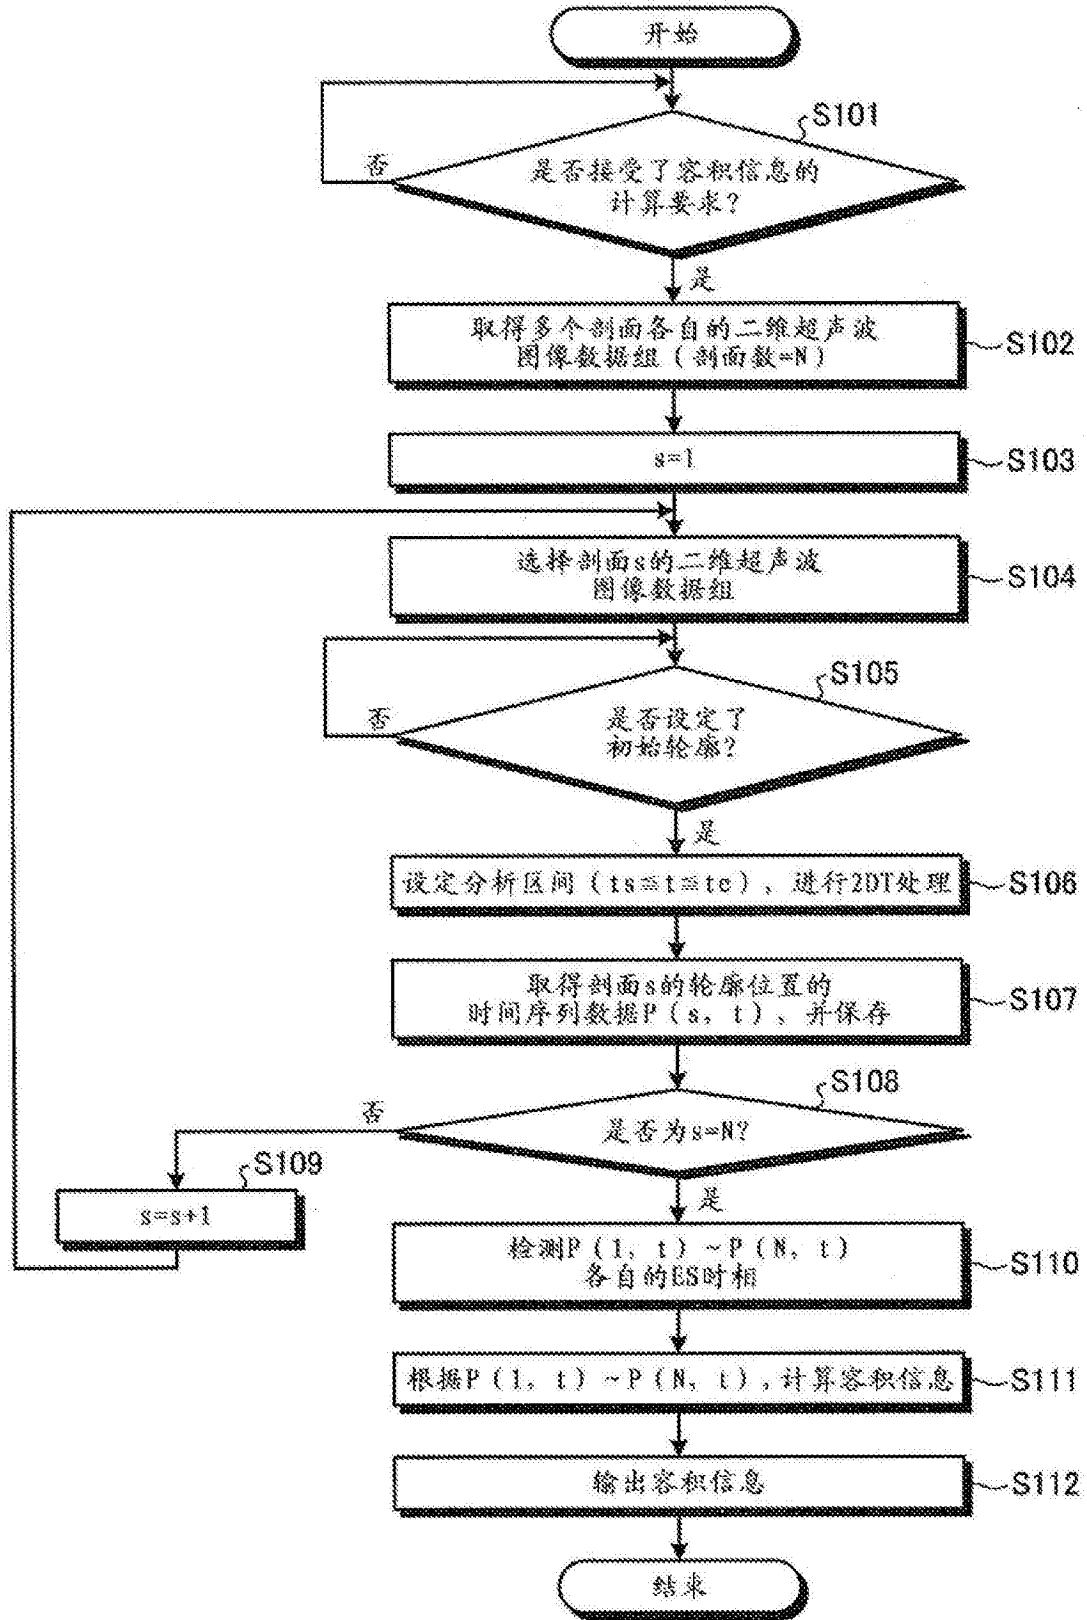 开始
S101
否
是否接受了容积信息的
计算要求?
是
取得多个剖面各自的二维超声波
图像数据组(剖面数=N)
S102
s=1
S103
选择剖面s的二维超声波
图像数据组
S104
S105
否
是否设定了
初始轮廓?
是
设定分析区间(ts≦t≦te)、进行2DT处理
S106
取得剖面s的轮廓位置的
时间序列数据P(s,t)、并保存
S107
S108
否
是否为s=N?
S109
s=s+1
是
检测P(1,t)~P(N,t)
各自的ES时相
S110
根据P(1,t)~P(N,t),计算容积信息
S111
输出容积信息
S112
结束